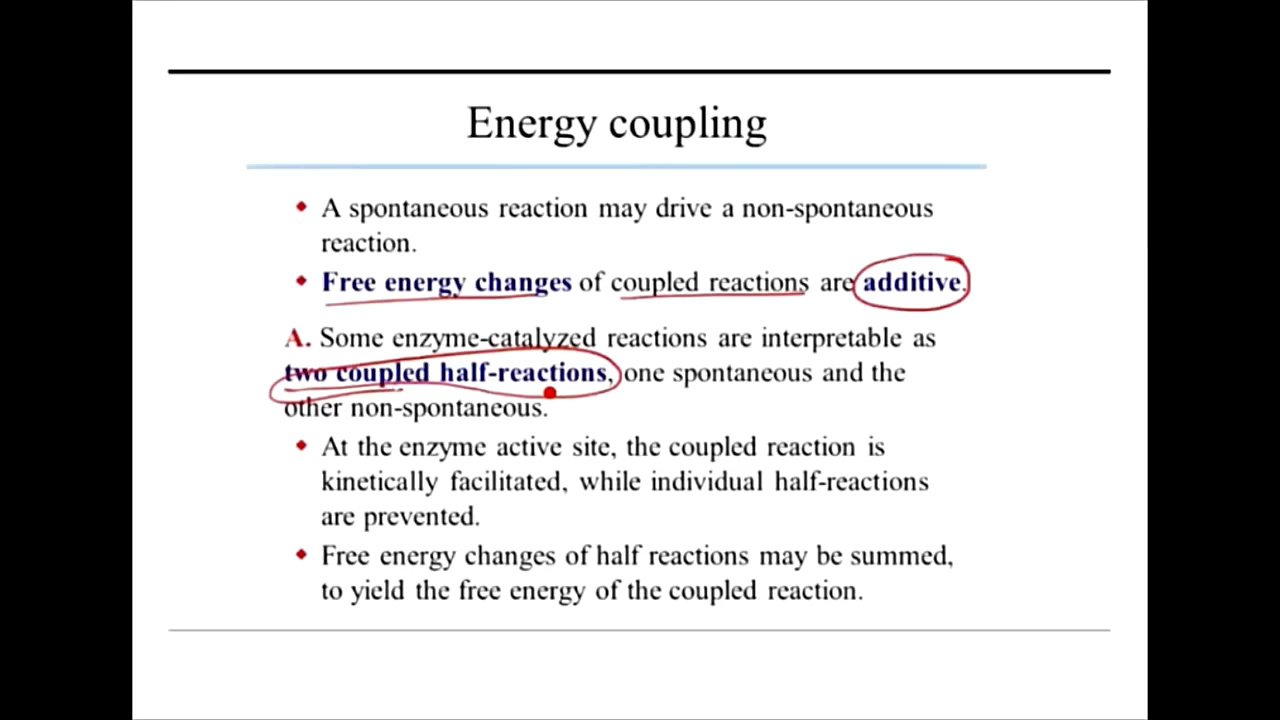 Energy coupling
A spontaneous reaction may drive a non-spontaneous
reaction.
Free energy changes of coupled reactions are additive.
A. Some enzyme-catalyzed reactions are interpretable as
two coupled half-reactions, one spontaneous and the
other non-spontaneous.
At the enzyme active site, the coupled reaction is
kinetically facilitated, while individual half-reactions
are prevented.
Free energy changes of half reactions may be summed,
to yield the free energy of the coupled reaction.